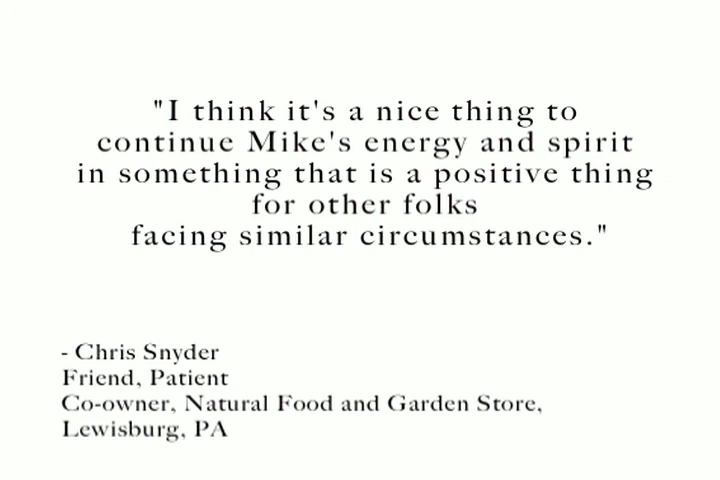 "I think it's a nice thing to
continue Mike's energy and spirit
in something that is a positive thing
for other folks
facing similar circumstances."
- Chris Snyder
Friend, Patient
Co-owner, Natural Food and Garden Store,
Lewisburg, PA